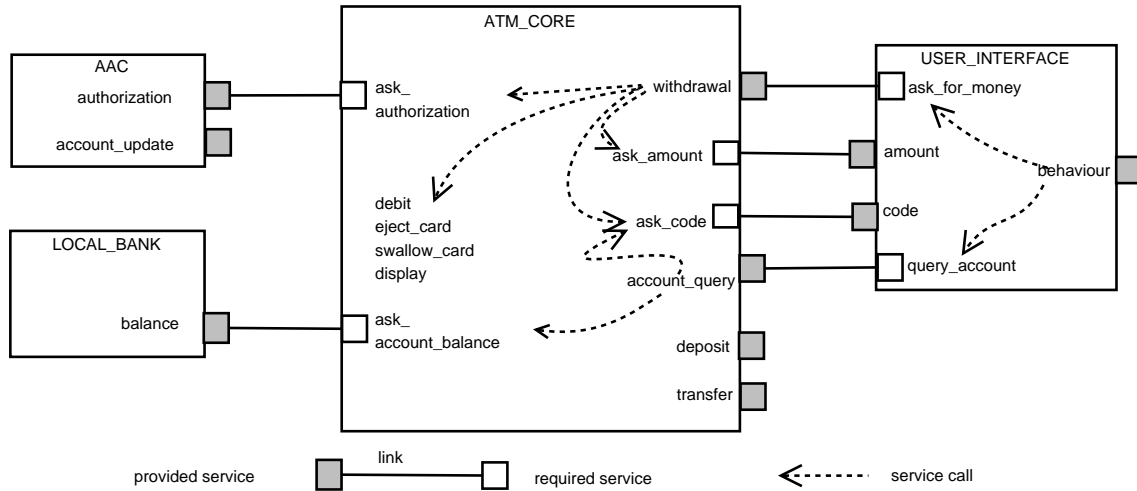 ATM_CORE
AAC
authorization
account_update
ask_
authorization
withdrawal
USER_INTERFACE
ask_for_money
ask_amount
amount
behaviour
debit
eject_card
swallow_card
display
ask_code
code
LOCAL_BANK
account_query
query_account
balance
ask_
account_balance
deposit
transfer
provided service
link
required service
service call